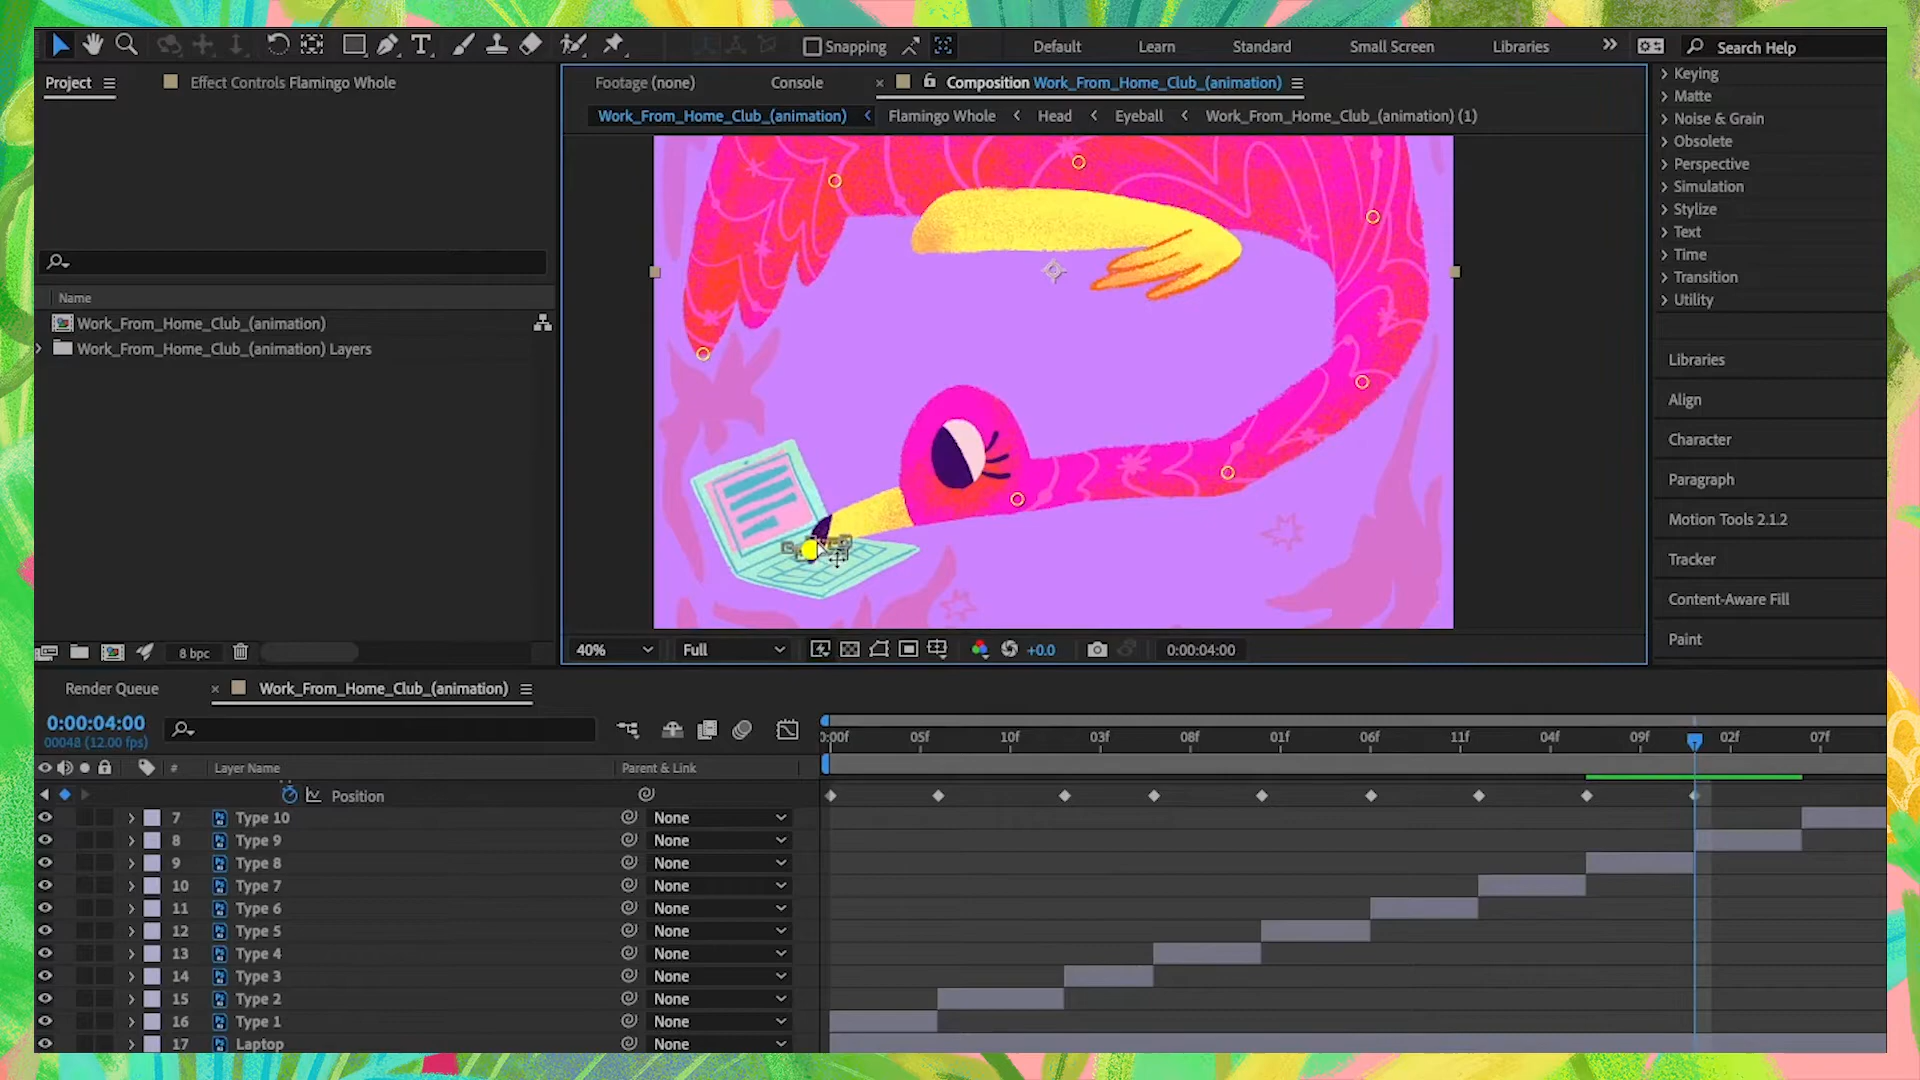 Snapping
Default
Learn
Standard
Small Screen
Libraries
Search Help
Project
Effect Controls Flamingo Whole
Footage (none)
Console
Composition Work_From_Home_Club_(animation)
Work_From_Home_Club_(animation)
Flamingo Whole
Head
Eyeball
Work_From_Home_Club_(animation) (1)
Keying
Matte
Noise & Grain
Obsolete
Perspective
Simulation
Stylize
Text
Time
Transition
Utility
Libraries
Align
Character
Paragraph
Motion Tools 2.1.2
Tracker
Content-Aware Fill
Paint
Name
Work_From_Home_Club_(animation)
Work_From_Home_Club_(animation) Layers
8 bpc
40%
Full
+0.0
0:00:04:00
Render Queue
Work_From_Home_Club_(animation)
0:00:04:00
00048 (12.00 fps)
:00f 05f 10f 03f 08f 01f 06f 11f 04f 09f 02f 07f
# Layer Name Parent & Link
Position
7 Type 10 None
8 Type 9 None
9 Type 8 None
10 Type 7 None
11 Type 6 None
12 Type 5 None
13 Type 4 None
14 Type 3 None
15 Type 2 None
16 Type 1 None
17 Laptop None